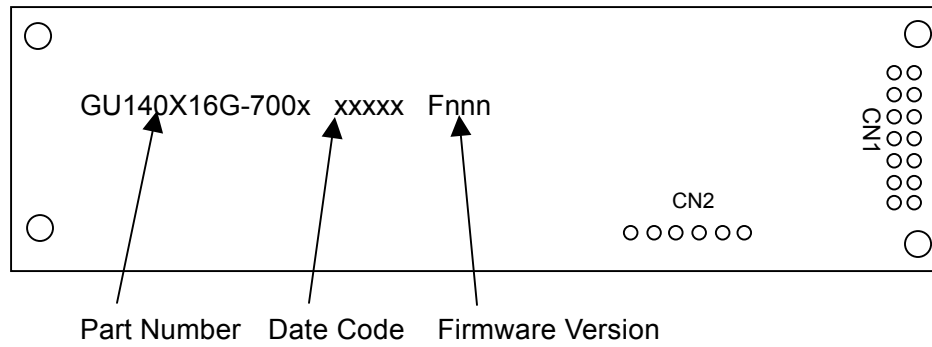 GU140X16G-700x xxxxx Fnnn
CN1
CN2
Part Number Date Code Firmware Version